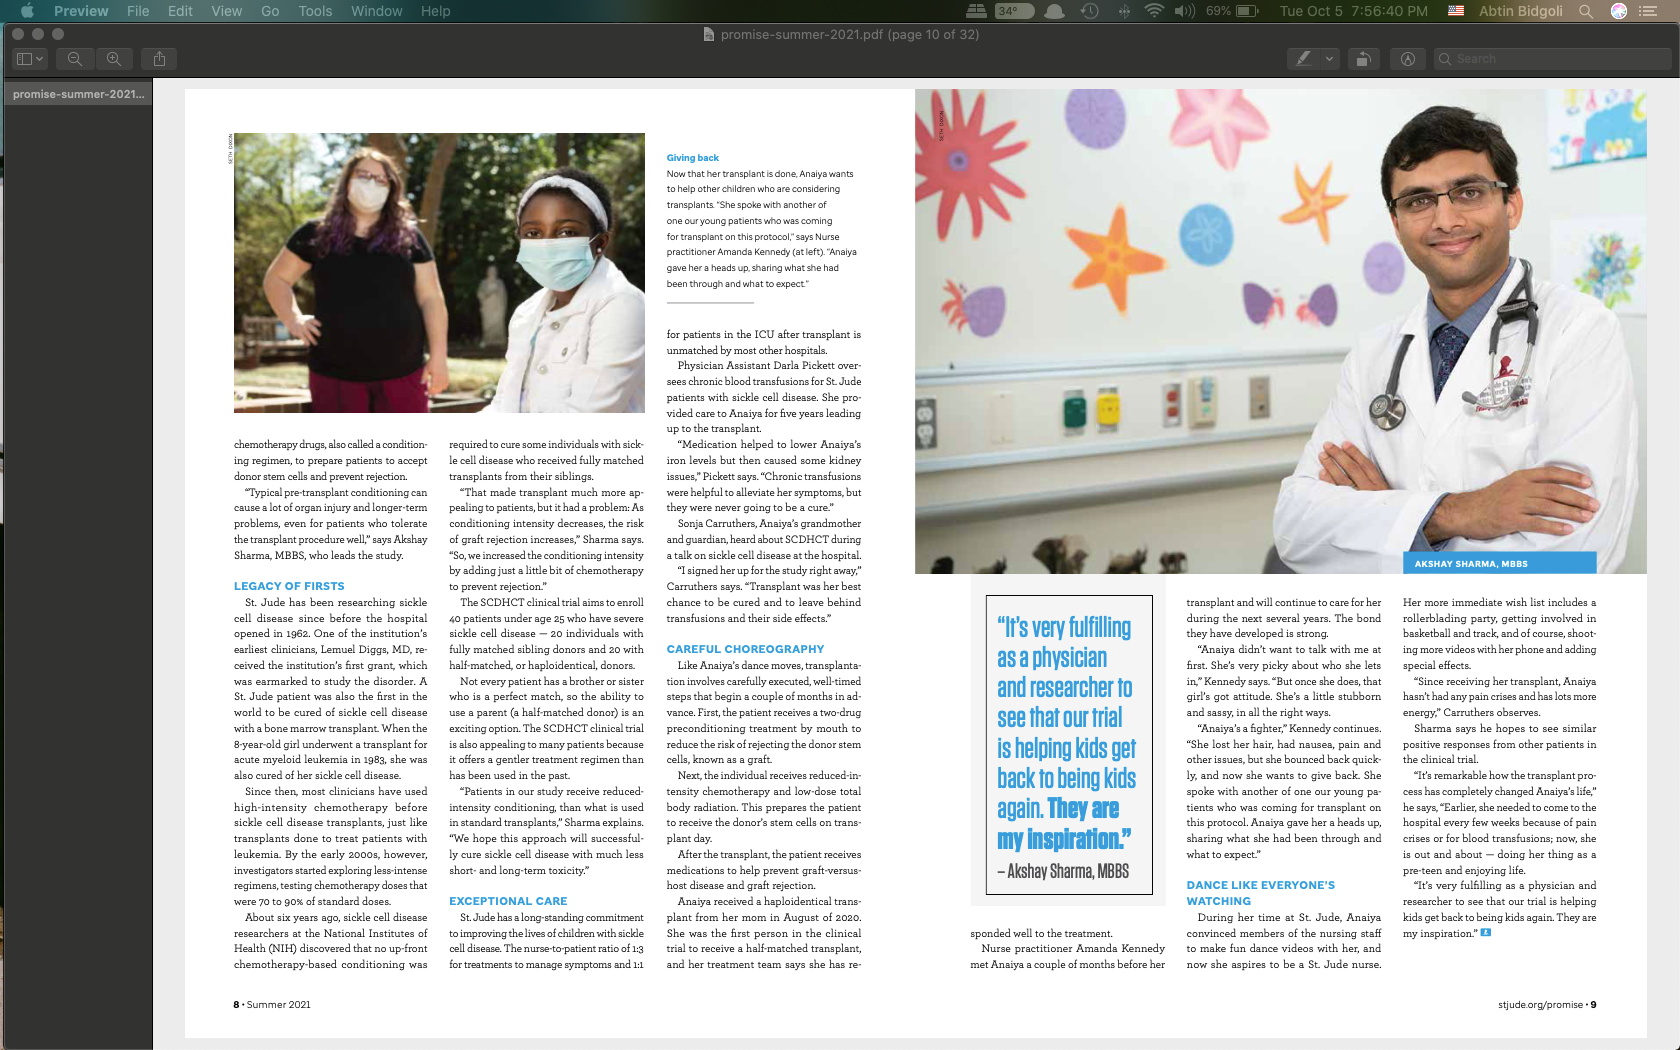 Preview File Edit View Go Tools Window Help
34°
69%
Tue Oct 5 7:56:40 PM
Abtin Bidgoli
promise-summer-2021.pdf (page 10 of 32)
Search
promise-summer-2021...
SETH DIXON
Giving back
Now that her transplant is done, Anaiya wants
to help other children who are considering
transplants. "She spoke with another of
one our young patients who was coming
for transplant on this protocol," says Nurse
practitioner Amanda Kennedy (at left). "Anaiya
gave her a heads up, sharing what she had
been through and what to expect."
chemotherapy drugs, also called a condition-
ing regimen, to prepare patients to accept
donor stem cells and prevent rejection.
"Typical pre-transplant conditioning can
cause a lot of organ injury and longer-term
problems, even for patients who tolerate
the transplant procedure well," says Akshay
Sharma, MBBS, who leads the study.
LEGACY OF FIRSTS
St. Jude has been researching sickle
cell disease since before the hospital
opened in 1962. One of the institution's
earliest clinicians, Lemuel Diggs, MD, re-
ceived the institution's first grant, which
was earmarked to study the disorder. A
St. Jude patient was also the first in the
world to be cured of sickle cell disease
with a bone marrow transplant. When the
8-year-old girl underwent a transplant for
acute myeloid leukemia in 1983, she was
also cured of her sickle cell disease.
Since then, most clinicians have used
high-intensity chemotherapy before
sickle cell disease transplants, just like
transplants done to treat patients with
leukemia. By the early 2000s, however,
investigators started exploring less-intense
regimens, testing chemotherapy doses that
were 70 to 90% of standard doses.
About six years ago, sickle cell disease
researchers at the National Institutes of
Health (NIH) discovered that no up-front
chemotherapy-based conditioning was
required to cure some individuals with sick-
le cell disease who received fully matched
transplants from their siblings.
"That made transplant much more ap-
pealing to patients, but it had a problem: As
conditioning intensity decreases, the risk
of graft rejection increases," Sharma says.
"So, we increased the conditioning intensity
by adding just a little bit of chemotherapy
to prevent rejection."
The SCDHCT clinical trial aims to enroll
40 patients under age 25 who have severe
sickle cell disease — 20 individuals with
fully matched sibling donors and 20 with
half-matched, or haploidentical, donors.
Not every patient has a brother or sister
who is a perfect match, so the ability to
use a parent (a half-matched donor) is an
exciting option. The SCDHCT clinical trial
is also appealing to many patients because
it offers a gentler treatment regimen than
has been used in the past.
"Patients in our study receive reduced-
intensity conditioning, than what is used
in standard transplants," Sharma explains.
"We hope this approach will successful-
ly cure sickle cell disease with much less
short- and long-term toxicity."
EXCEPTIONAL CARE
St. Jude has a long-standing commitment
to improving the lives of children with sickle
cell disease. The nurse-to-patient ratio of 1:3
for treatments to manage symptoms and 1:1
for patients in the ICU after transplant is
unmatched by most other hospitals.
Physician Assistant Darla Pickett over-
sees chronic blood transfusions for St. Jude
patients with sickle cell disease. She pro-
vided care to Anaiya for five years leading
up to the transplant.
"Medication helped to lower Anaiya's
iron levels but then caused some kidney
issues," Pickett says. "Chronic transfusions
were helpful to alleviate her symptoms, but
they were never going to be a cure."
Sonja Carruthers, Anaiya's grandmother
and guardian, heard about SCDHCT during
a talk on sickle cell disease at the hospital.
"I signed her up for the study right away,"
Carruthers says. "Transplant was her best
chance to be cured and to leave behind
transfusions and their side effects."
CAREFUL CHOREOGRAPHY
Like Anaiya's dance moves, transplanta-
tion involves carefully executed, well-timed
steps that begin a couple of months in ad-
vance. First, the patient receives a two-drug
preconditioning treatment by mouth to
reduce the risk of rejecting the donor stem
cells, known as a graft.
Next, the individual receives reduced-in-
tensity chemotherapy and low-dose total
body radiation. This prepares the patient
to receive the donor's stem cells on trans-
plant day.
After the transplant, the patient receives
medications to help prevent graft-versus-
host disease and graft rejection.
Anaiya received a haploidentical trans-
plant from her mom in August of 2020.
She was the first person in the clinical
trial to receive a half-matched transplant,
and her treatment team says she has re-
8 • Summer 2021
SETH DIXON
AKSHAY SHARMA, MBBS
"It's very fulfilling
as a physician
and researcher to
see that our trial
is helping kids get
back to being kids
again. They are
my inspiration."
– Akshay Sharma, MBBS
sponded well to the treatment.
Nurse practitioner Amanda Kennedy
met Anaiya a couple of months before her
transplant and will continue to care for her
during the next several years. The bond
they have developed is strong.
"Anaiya didn't want to talk with me at
first. She's very picky about who she lets
in," Kennedy says. "But once she does, that
girl's got attitude. She's a little stubborn
and sassy, in all the right ways.
"Anaiya's a fighter," Kennedy continues.
"She lost her hair, had nausea, pain and
other issues, but she bounced back quick-
ly, and now she wants to give back. She
spoke with another of one our young pa-
tients who was coming for transplant on
this protocol. Anaiya gave her a heads up,
sharing what she had been through and
what to expect."
DANCE LIKE EVERYONE'S
WATCHING
During her time at St. Jude, Anaiya
convinced members of the nursing staff
to make fun dance videos with her, and
now she aspires to be a St. Jude nurse.
Her more immediate wish list includes a
rollerblading party, getting involved in
basketball and track, and of course, shoot-
ing more videos with her phone and adding
special effects.
"Since receiving her transplant, Anaiya
hasn't had any pain crises and has lots more
energy," Carruthers observes.
Sharma says he hopes to see similar
positive responses from other patients in
the clinical trial.
"It's remarkable how the transplant pro-
cess has completely changed Anaiya's life,"
he says, "Earlier, she needed to come to the
hospital every few weeks because of pain
crises or for blood transfusions; now, she
is out and about — doing her thing as a
pre-teen and enjoying life.
"It's very fulfilling as a physician and
researcher to see that our trial is helping
kids get back to being kids again. They are
my inspiration."
stjude.org/promise • 9